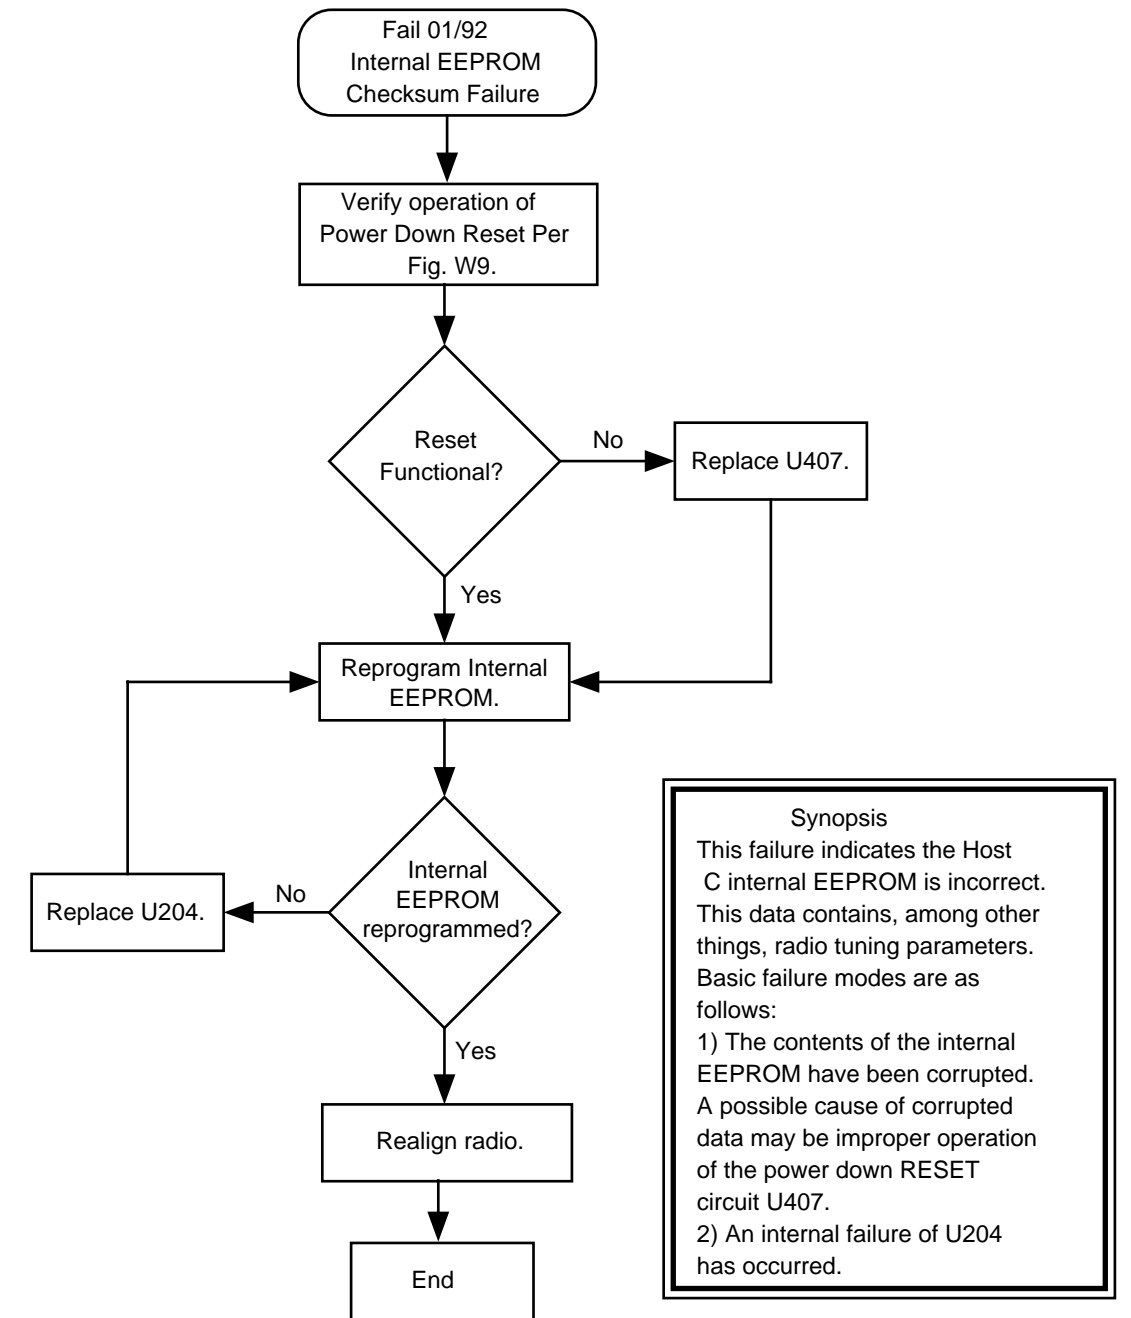 Fail 01/92
Internal EEPROM
Checksum Failure
Verify operation of
Power Down Reset Per
Fig. W9.
Reset
Functional?
No
Replace U407.
Yes
Reprogram Internal
EEPROM.
Internal
EEPROM
reprogrammed?
No
Replace U204.
Yes
Realign radio.
End
Synopsis
This failure indicates the Host
C internal EEPROM is incorrect.
This data contains, among other
things, radio tuning parameters.
Basic failure modes are as
follows:
1) The contents of the internal
EEPROM have been corrupted.
A possible cause of corrupted
data may be improper operation
of the power down RESET
circuit U407.
2) An internal failure of U204
has occurred.